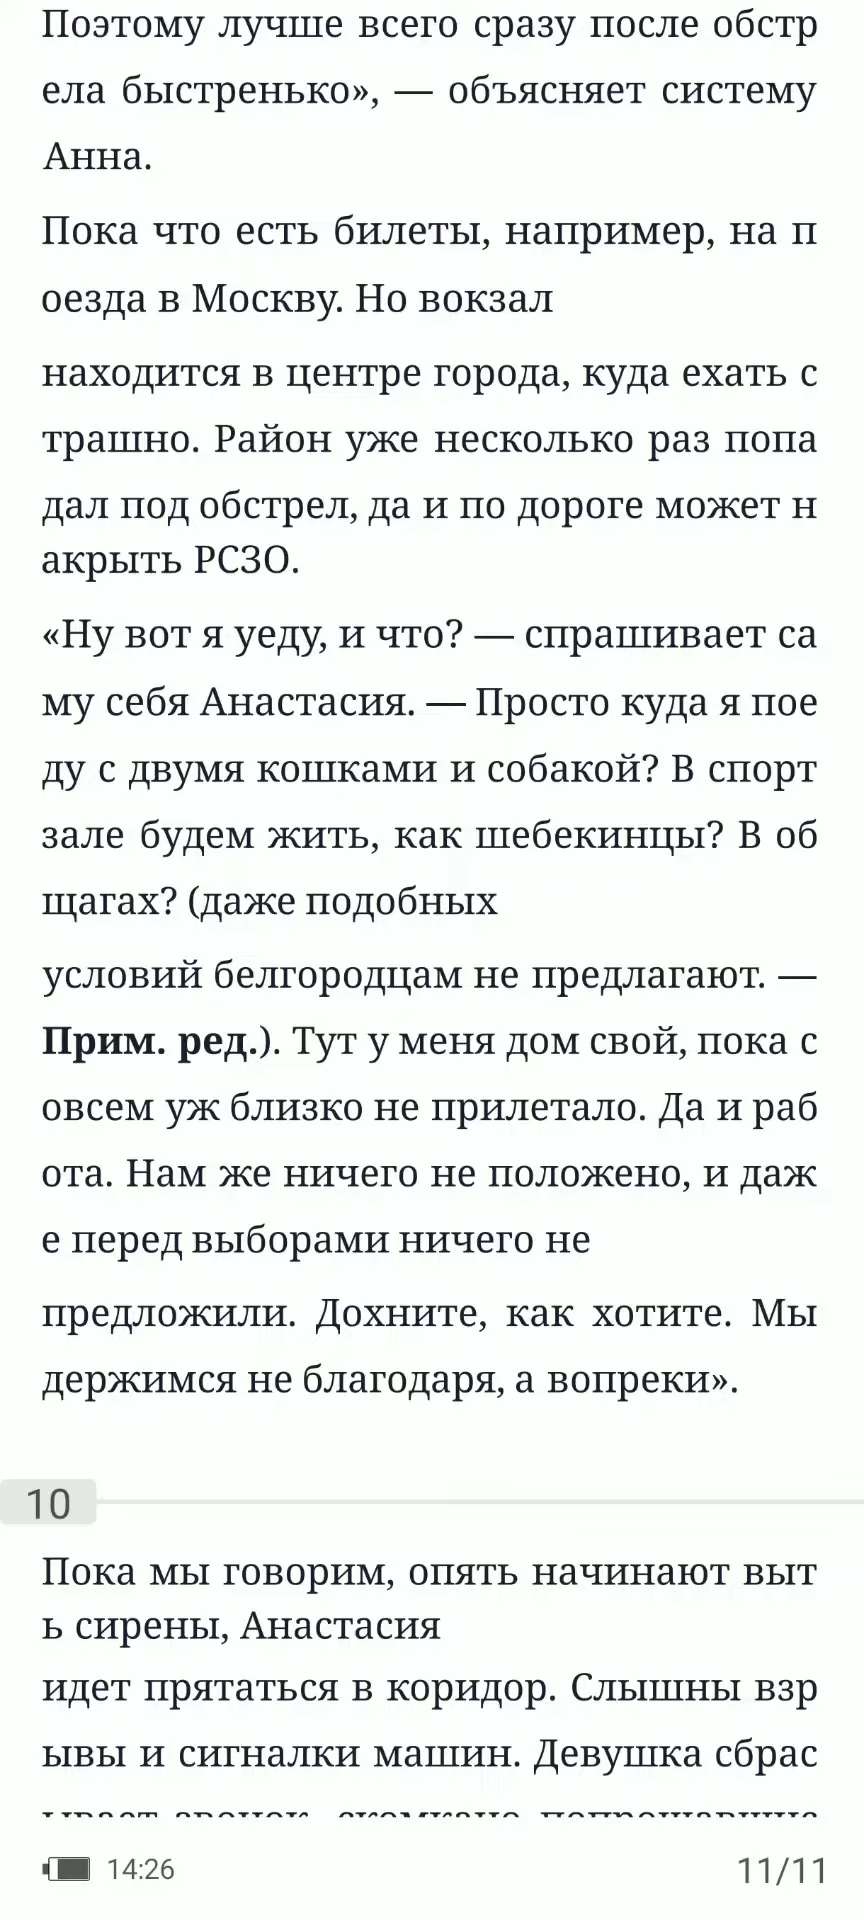 Поэтому лучше всего сразу после обстр
ела быстренько», — объясняет систему
Анна.
Пока что есть билеты, например, на п
оезда в Москву. Но вокзал
находится в центре города, куда ехать с
трашно. Район уже несколько раз попа
дал под обстрел, да и по дороге может н
акрыть РСЗО.
«Ну вот я уеду, и что? — спрашивает са
му себя Анастасия. — Просто куда я пое
ду с двумя кошками и собакой? В спорт
зале будем жить, как шебекинцы? В об
щагах? (даже подобных
условий белгородцам не предлагают. —
Прим. ред.). Тут у меня дом свой, пока с
овсем уж близко не прилетало. Да и раб
ота. Нам же ничего не положено, и даж
е перед выборами ничего не
предложили. Дохните, как хотите. Мы
держимся не благодаря, а вопреки».
10
Пока мы говорим, опять начинают выт
ь сирены, Анастасия
идет прятаться в коридор. Слышны взр
ывы и сигналки машин. Девушка сбрас
14:26
11/11